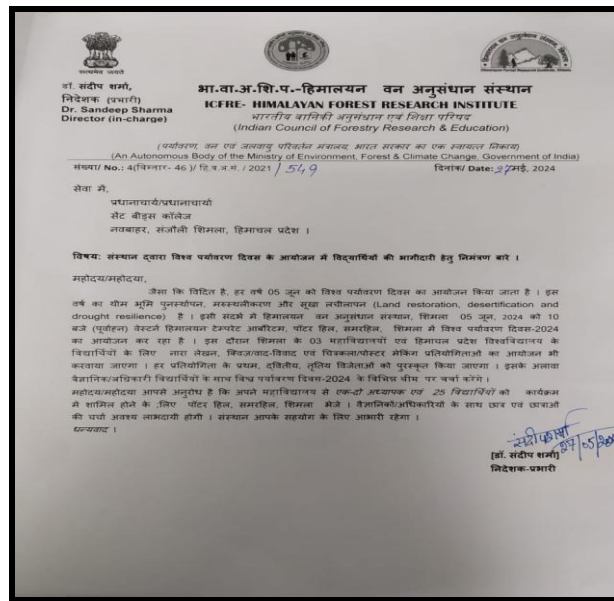 सत्यमेव जयते
डॉ. संदीप शर्मा,
निदेशक (प्रभारी)
Dr. Sandeep Sharma
Director (in-charge)
भा.वा.अ.शि.प.-हिमालयन वन अनुसंधान संस्थान
ICFRE- HIMALAYAN FOREST RESEARCH INSTITUTE
भारतीय वानिकी अनुसंधान एवं शिक्षा परिषद
(Indian Council of Forestry Research & Education)
(पर्यावरण, वन एवं जलवायु परिवर्तन मंत्रालय, भारत सरकार का एक स्वायत्त निकाय)
(An Autonomous Body of the Ministry of Environment, Forest & Climate Change, Government of India)
संख्या/ No.: 4(विस्तार- 46)/ हि.व.अ.सं. / 2021 / 549 दिनांक/ Date: 27मई, 2024
सेवा में,
प्रधानाचार्य/प्रधानाचार्या
सेंट बीड्स कॉलेज
नवबाहर, संजौली शिमला, हिमाचल प्रदेश ।
विषय: संस्थान द्वारा विश्व पर्यावरण दिवस के आयोजन में विद्यार्थियों की भागीदारी हेतु निमंत्रण बारे ।
महोदय/महोदया,
जैसा कि विदित है, हर वर्ष 05 जून को विश्व पर्यावरण दिवस का आयोजन किया जाता है । इस
वर्ष का थीम भूमि पुनर्स्थापन, मरुस्थलीकरण और सूखा लचीलापन (Land restoration, desertification and
drought resilience) है । इसी संदर्भ में हिमालयन वन अनुसंधान संस्थान, शिमला 05 जून, 2024 को 10
बजे (पूर्वाहन) वेस्टर्न हिमालयन टेम्परेट आर्बोरेटम, पॉटर हिल, समरहिल, शिमला में विश्व पर्यावरण दिवस-2024
का आयोजन कर रहा है । इस दौरान शिमला के 03 महाविद्यालयों एवं हिमाचल प्रदेश विश्वविद्यालय के
विद्यार्थियों के लिए नारा लेखन, क्विज/वाद-विवाद एवं चित्रकला/पोस्टर मेकिंग प्रतियोगिताओं का आयोजन भी
करवाया जाएगा । हर प्रतियोगिता के प्रथम, दवितीय, तृतिय विजेताओं को पुरस्कृत किया जाएगा । इसके अलावा
वैज्ञानिक/अधिकारी विद्यार्थियों के साथ विश्व पर्यावरण दिवस-2024 के विभिन्न थीम पर चर्चा करेंगे ।
महोदय/महोदया आपसे अनुरोध है कि अपने महाविद्यालय से एक-दो अध्यापक एवं 25 विद्यार्थियों को कार्यक्रम
में शामिल होने के ;लिए पॉटर हिल, समरहिल, शिमला भेजे । वैज्ञानिकों/अधिकारियों के साथ छात्र एवं छात्राओं
की चर्चा अवश्य लाभदायी होगी । संस्थान आपके सहयोग के लिए आभारी रहेगा ।
धन्यवाद ।
संदीप शर्मा
27/05/2024
[डॉ. संदीप शर्मा]
निदेशक-प्रभारी